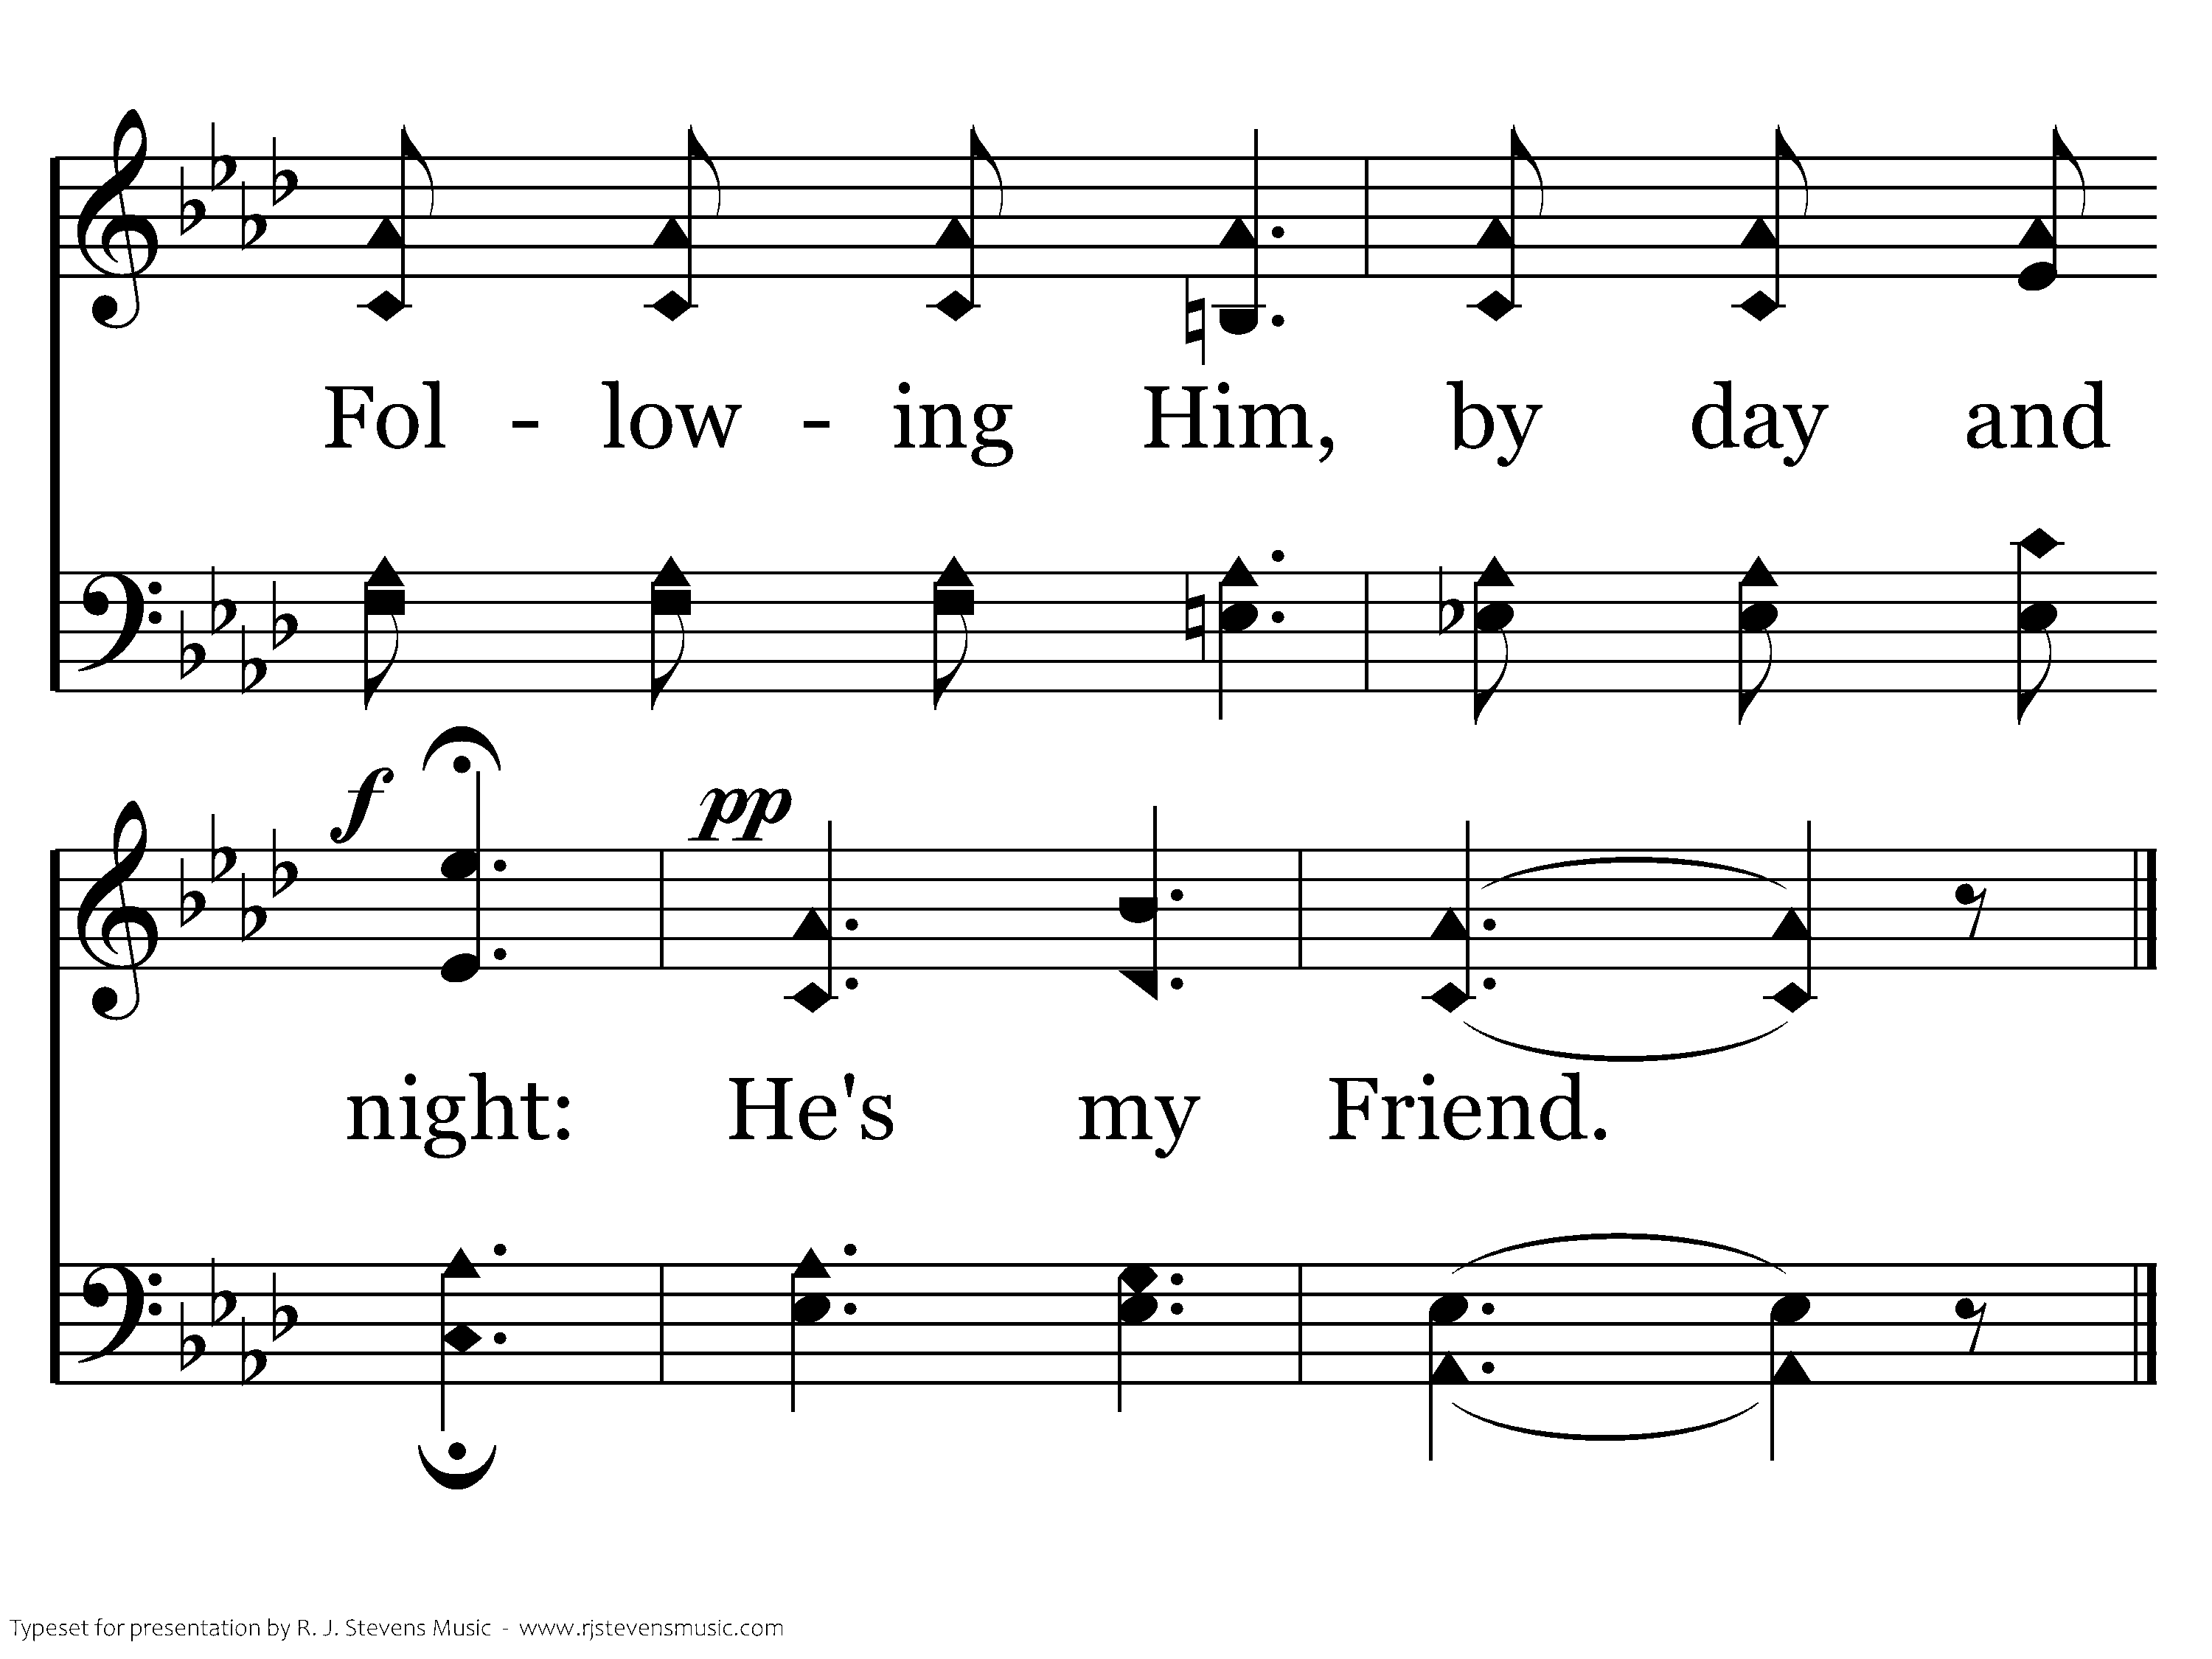 Fol - low - ing Him, by day and
f pp
night: He's my Friend.
Typeset for presentation by R. J. Stevens Music - www.rjstevensmusic.com